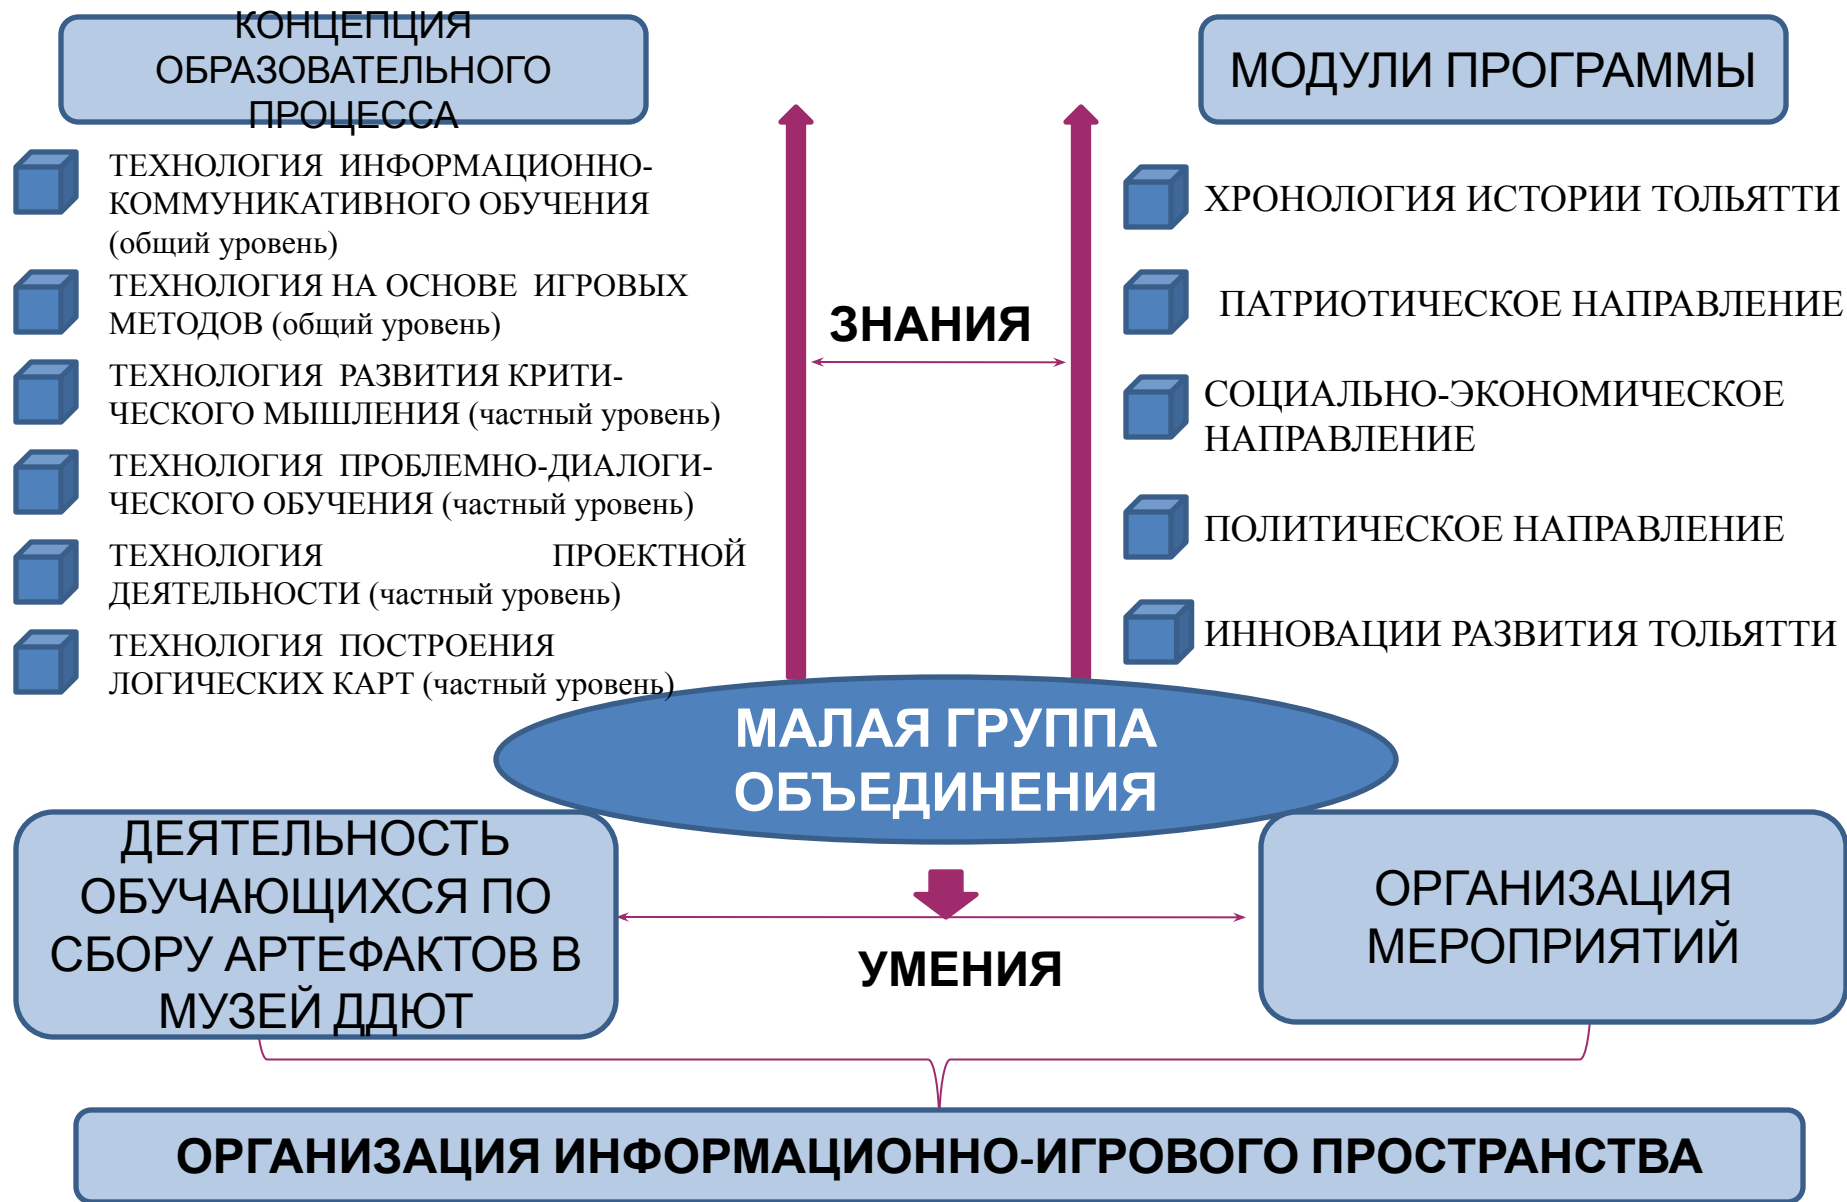 КОНЦЕПЦИЯ
ОБРАЗОВАТЕЛЬНОГО
ПРОЦЕССА
ТЕХНОЛОГИЯ ИНФОРМАЦИОННО-
КОММУНИКАТИВНОГО ОБУЧЕНИЯ
(общий уровень)
ТЕХНОЛОГИЯ НА ОСНОВЕ ИГРОВЫХ
МЕТОДОВ (общий уровень)
ТЕХНОЛОГИЯ РАЗВИТИЯ КРИТИ-
ЧЕСКОГО МЫШЛЕНИЯ (частный уровень)
ТЕХНОЛОГИЯ ПРОБЛЕМНО-ДИАЛОГИ-
ЧЕСКОГО ОБУЧЕНИЯ (частный уровень)
ТЕХНОЛОГИЯ ПРОЕКТНОЙ
ДЕЯТЕЛЬНОСТИ (частный уровень)
ТЕХНОЛОГИЯ ПОСТРОЕНИЯ
ЛОГИЧЕСКИХ КАРТ (частный уровень)
ЗНАНИЯ
МОДУЛИ ПРОГРАММЫ
ХРОНОЛОГИЯ ИСТОРИИ ТОЛЬЯТТИ
ПАТРИОТИЧЕСКОЕ НАПРАВЛЕНИЕ
СОЦИАЛЬНО-ЭКОНОМИЧЕСКОЕ
НАПРАВЛЕНИЕ
ПОЛИТИЧЕСКОЕ НАПРАВЛЕНИЕ
ИННОВАЦИИ РАЗВИТИЯ ТОЛЬЯТТИ
МАЛАЯ ГРУППА
ОБЪЕДИНЕНИЯ
ДЕЯТЕЛЬНОСТЬ
ОБУЧАЮЩИХСЯ ПО
СБОРУ АРТЕФАКТОВ В
МУЗЕЙ ДДЮТ
УМЕНИЯ
ОРГАНИЗАЦИЯ
МЕРОПРИЯТИЙ
ОРГАНИЗАЦИЯ ИНФОРМАЦИОННО-ИГРОВОГО ПРОСТРАНСТВА